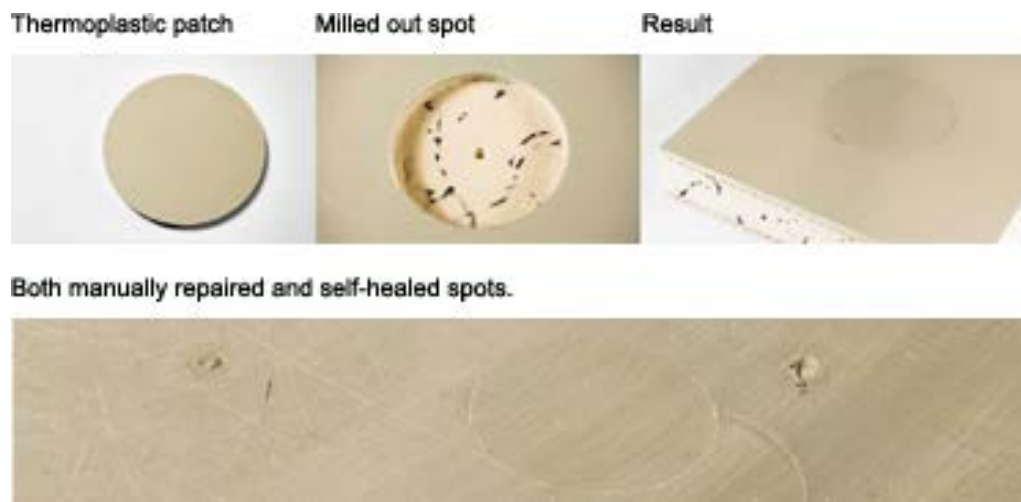 Thermoplastic patch
Milled out spot
Result
Both manually repaired and self-healed spots.